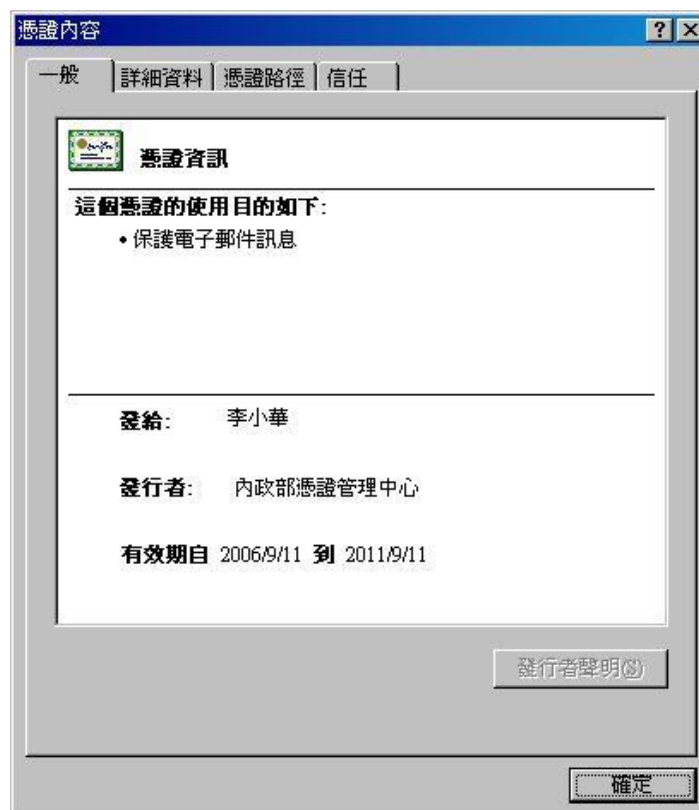 憑證內容
一般 詳細資料 憑證路徑 信任
憑證資訊
這個憑證的使用目的如下:
•保護電子郵件訊息
發給: 李小華
發行者: 內政部憑證管理中心
有效期自 2006/9/11 到 2011/9/11
發行者聲明(S)
確定